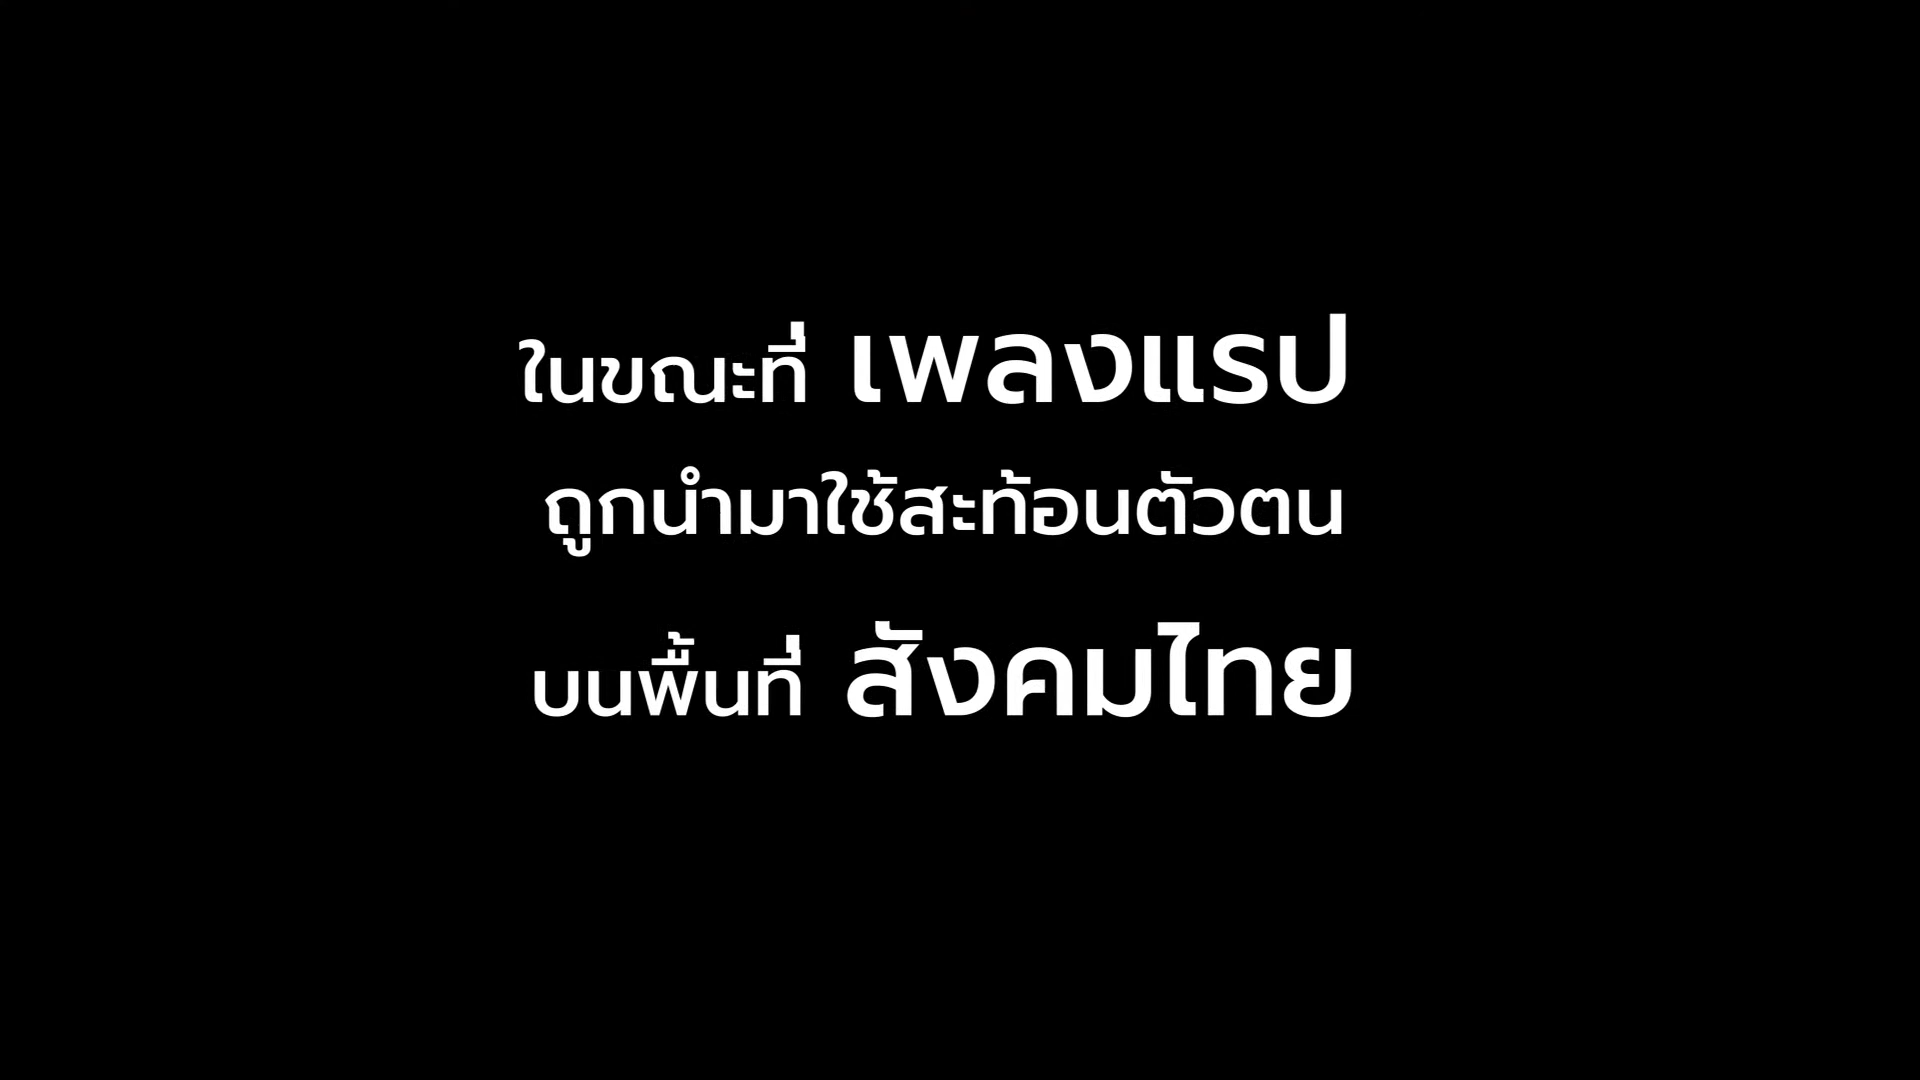 ในขณะที่ เพลงแรป
ถูกนำมาใช้สะท้อนตัวตน
บนพื้นที่ สังคมไทย